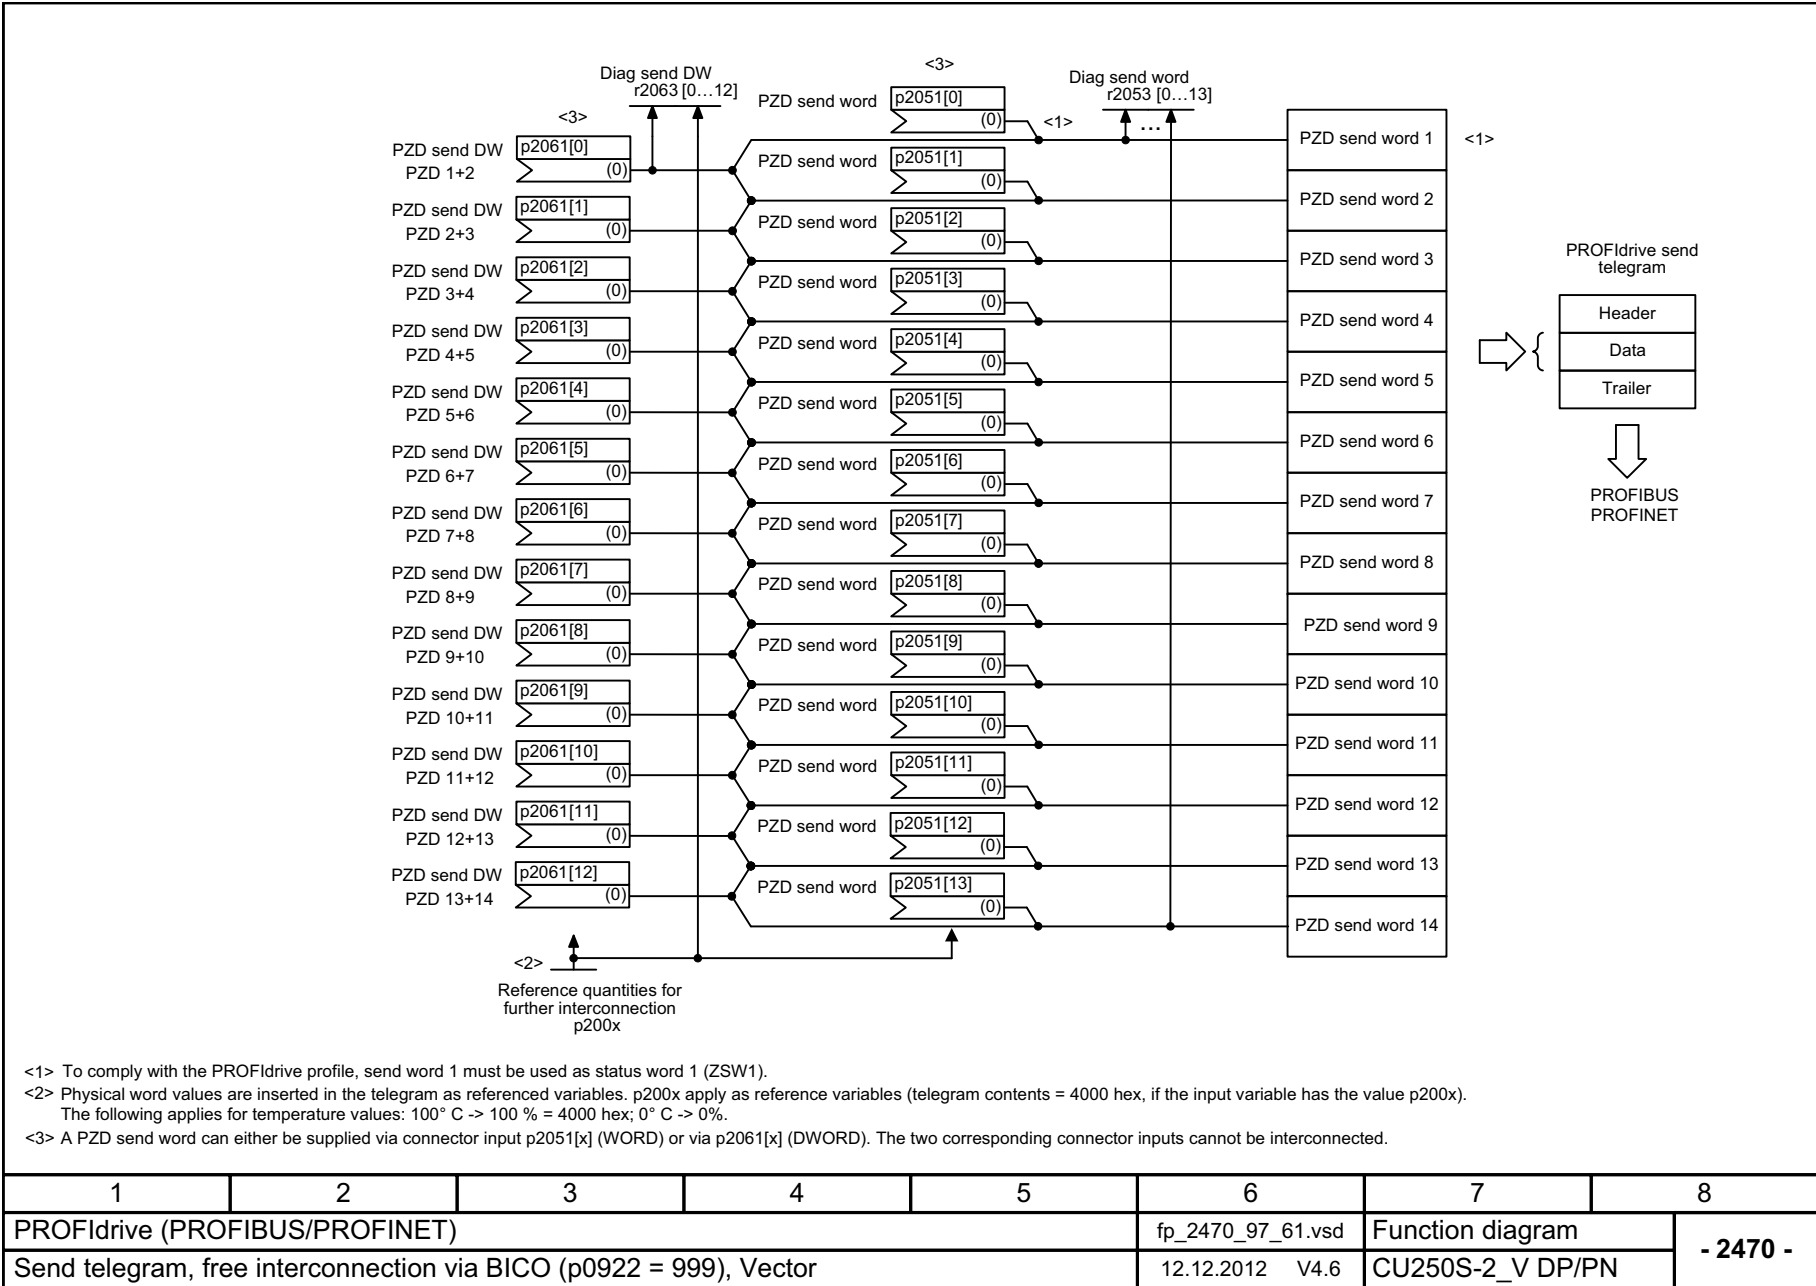 Diag send DW
r2063 [0…12]
<3>
PZD send DW
PZD 1+2
p2061[0]
(0)
PZD send DW
PZD 2+3
p2061[1]
(0)
PZD send DW
PZD 3+4
p2061[2]
(0)
PZD send DW
PZD 4+5
p2061[3]
(0)
PZD send DW
PZD 5+6
p2061[4]
(0)
PZD send DW
PZD 6+7
p2061[5]
(0)
PZD send DW
PZD 7+8
p2061[6]
(0)
PZD send DW
PZD 8+9
p2061[7]
(0)
PZD send DW
PZD 9+10
p2061[8]
(0)
PZD send DW
PZD 10+11
p2061[9]
(0)
PZD send DW
PZD 11+12
p2061[10]
(0)
PZD send DW
PZD 12+13
p2061[11]
(0)
PZD send DW
PZD 13+14
p2061[12]
(0)
<2>
Reference quantities for
further interconnection
p200x
<3>
PZD send word
p2051[0]
(0)
<1>
PZD send word
p2051[1]
(0)
PZD send word
p2051[2]
(0)
PZD send word
p2051[3]
(0)
PZD send word
p2051[4]
(0)
PZD send word
p2051[5]
(0)
PZD send word
p2051[6]
(0)
PZD send word
p2051[7]
(0)
PZD send word
p2051[8]
(0)
PZD send word
p2051[9]
(0)
PZD send word
p2051[10]
(0)
PZD send word
p2051[11]
(0)
PZD send word
p2051[12]
(0)
PZD send word
p2051[13]
(0)
Diag send word
r2053 [0…13]
…
PZD send word 1
<1>
PZD send word 2
PZD send word 3
PZD send word 4
PZD send word 5
PZD send word 6
PZD send word 7
PZD send word 8
PZD send word 9
PZD send word 10
PZD send word 11
PZD send word 12
PZD send word 13
PZD send word 14
PROFIdrive send
telegram
Header
Data
Trailer
PROFIBUS
PROFINET
<1> To comply with the PROFIdrive profile, send word 1 must be used as status word 1 (ZSW1).
<2> Physical word values are inserted in the telegram as referenced variables. p200x apply as reference variables (telegram contents = 4000 hex, if the input variable has the value p200x).
The following applies for temperature values: 100° C -> 100 % = 4000 hex; 0° C -> 0%.
<3> A PZD send word can either be supplied via connector input p2051[x] (WORD) or via p2061[x] (DWORD). The two corresponding connector inputs cannot be interconnected.
1 2 3 4 5 6 7 8
PROFIdrive (PROFIBUS/PROFINET) fp_2470_97_61.vsd Function diagram
- 2470 -
Send telegram, free interconnection via BICO (p0922 = 999), Vector 12.12.2012 V4.6 CU250S-2_V DP/PN